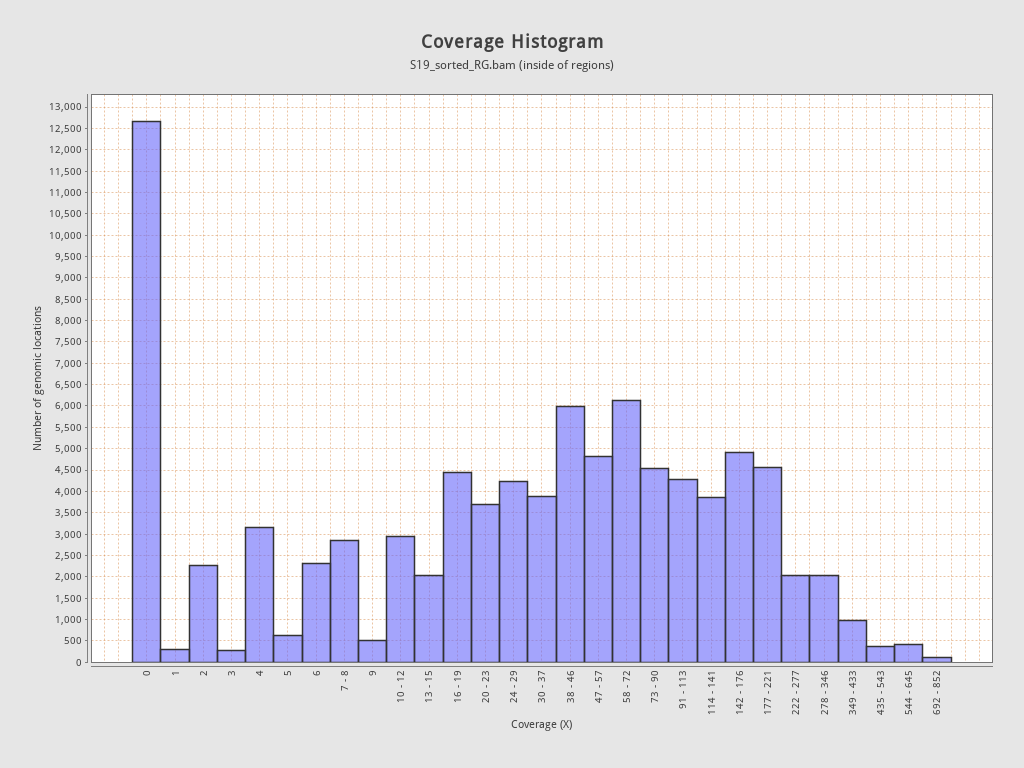 Coverage Histogram
S19_sorted_RG.bam (inside of regions)
13,000
12,500
12,000
11,500
11,000
10,500
10,000
9,500
9,000
8,500
8,000
7,500
7,000
6,500
6,000
5,500
5,000
4,500
4,000
3,500
3,000
2,500
2,000
1,500
1,000
500
0
Number of genomic locations
0
1
2
3
4
5
6
7 - 8
9
10 - 12
13 - 15
16 - 19
20 - 23
24 - 29
30 - 37
38 - 46
47 - 57
58 - 72
73 - 90
91 - 113
114 - 141
142 - 176
177 - 221
222 - 277
278 - 346
349 - 433
435 - 543
544 - 645
692 - 852
Coverage (X)